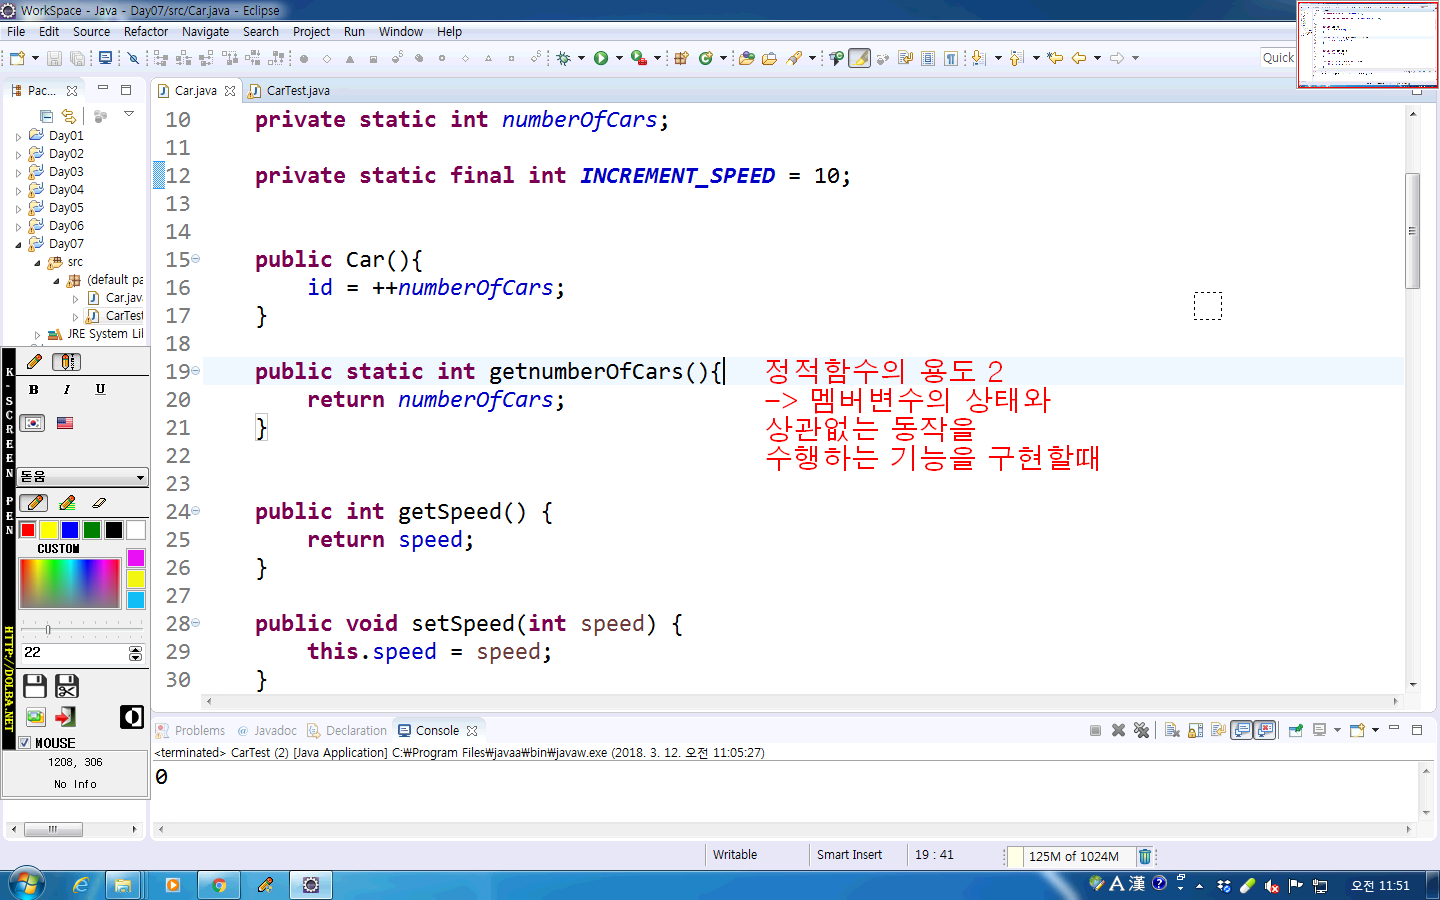 WorkSpace - Java - Day07/src/Car.java - Eclipse
File Edit Source Refactor Navigate Search Project Run Window Help
Quick
Pac...
Car.java
CarTest.java
Day01
Day02
Day03
Day04
Day05
Day06
Day07
src
(default pa
Car.jav
CarTest
JRE System Lil
10 private static int numberOfCars;
11
12 private static final int INCREMENT_SPEED = 10;
13
14
15 public Car(){
16 id = ++numberOfCars;
17 }
18
19 public static int getnumberOfCars(){
20 return numberOfCars;
21 }
22
23
24 public int getSpeed() {
25 return speed;
26 }
27
28 public void setSpeed(int speed) {
29 this.speed = speed;
30 }
정적함수의 용도 2
-> 멤버변수의 상태와
상관없는 동작을
수행하는 기능을 구현할때
K-SCREEN PEN
HTTP://DOLBA.NET
B I U
돋움
CUSTOM
22
MOUSE
1208, 306
No Info
Problems @ Javadoc Declaration Console
<terminated> CarTest (2) [Java Application] C:₩Program Files₩javaa₩bin₩javaw.exe (2018. 3. 12. 오전 11:05:27)
0
Writable
Smart Insert
19 : 41
125M of 1024M
A 漢
오전 11:51